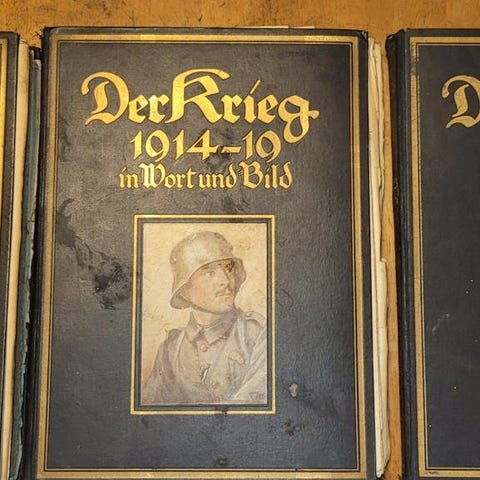 Der Krieg
1914-19
in Wort und Bild
D